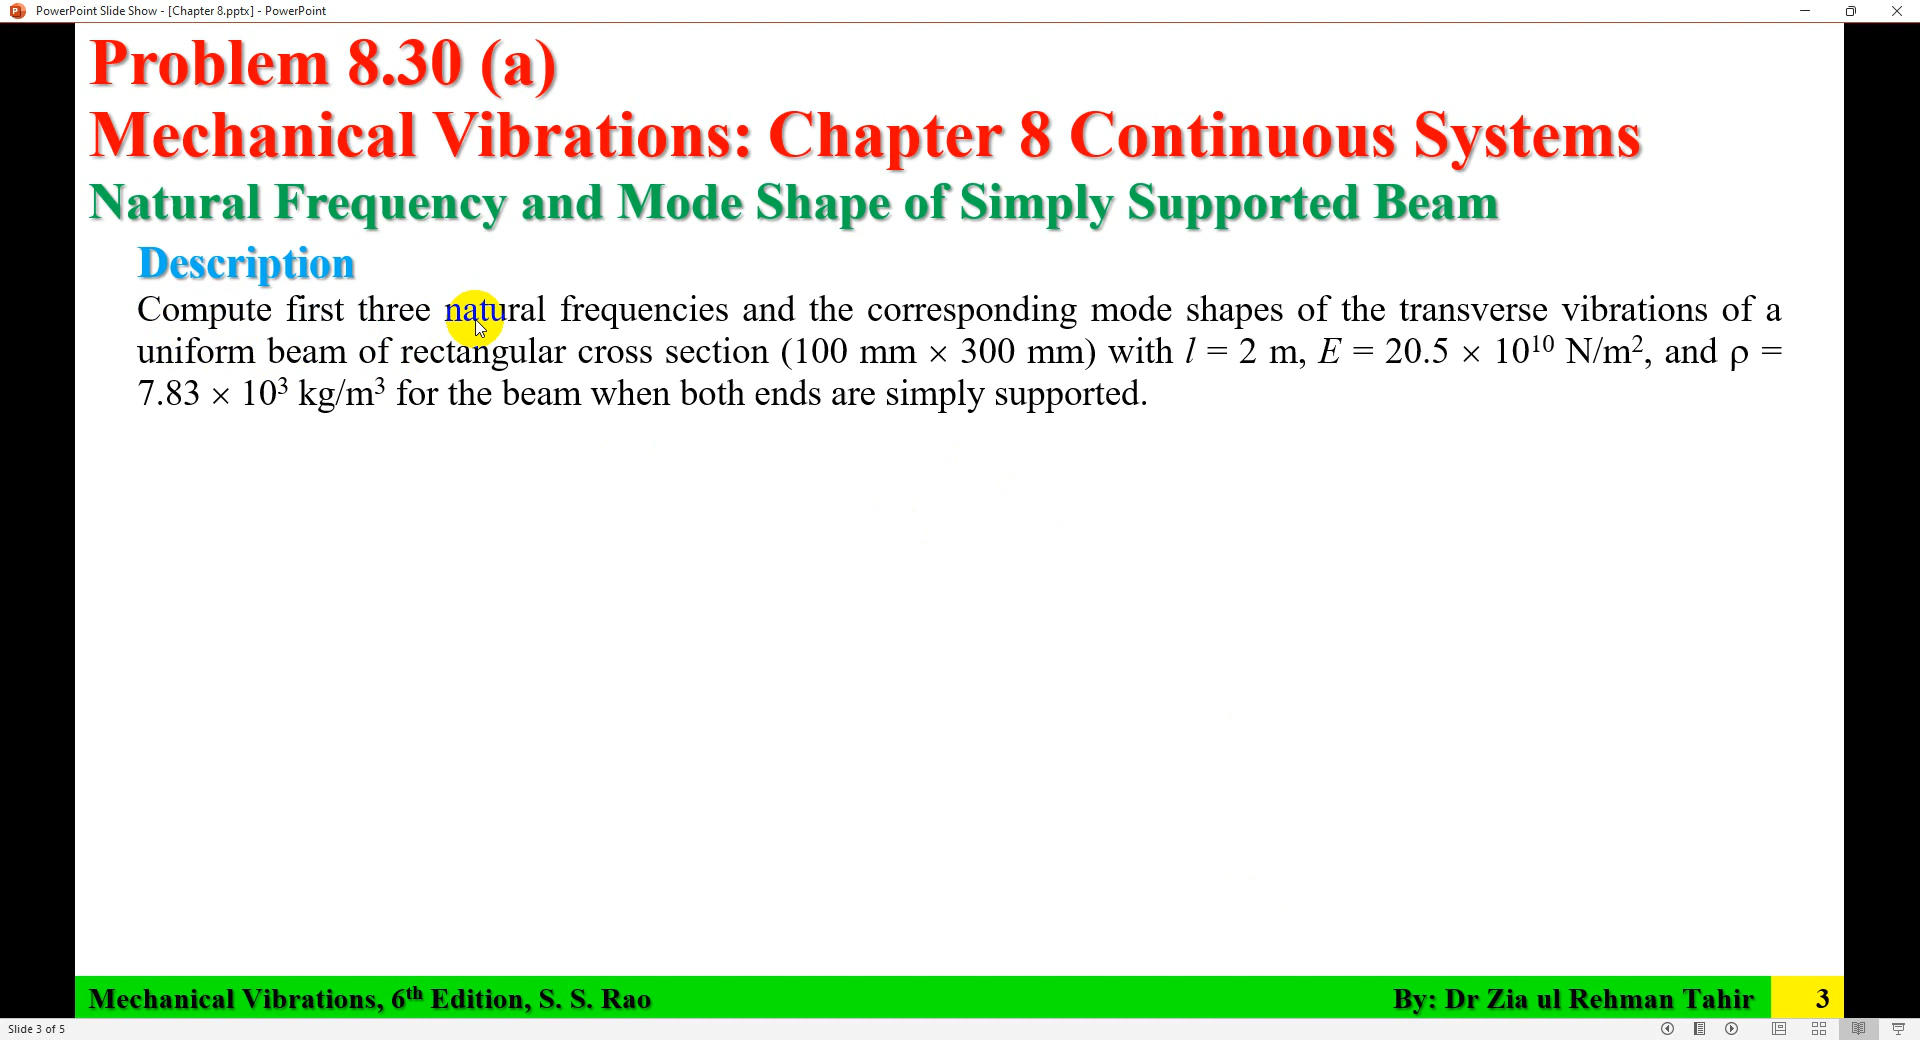 PowerPoint Slide Show - [Chapter 8.pptx] - PowerPoint
Problem 8.30 (a)
Mechanical Vibrations: Chapter 8 Continuous Systems
Natural Frequency and Mode Shape of Simply Supported Beam
Description
Compute first three natural frequencies and the corresponding mode shapes of the transverse vibrations of a
uniform beam of rectangular cross section (100 mm × 300 mm) with l = 2 m, E = 20.5 × 10¹⁰ N/m², and ρ =
7.83 × 10³ kg/m³ for the beam when both ends are simply supported.
Mechanical Vibrations, 6th Edition, S. S. Rao
By: Dr Zia ul Rehman Tahir
3
Slide 3 of 5